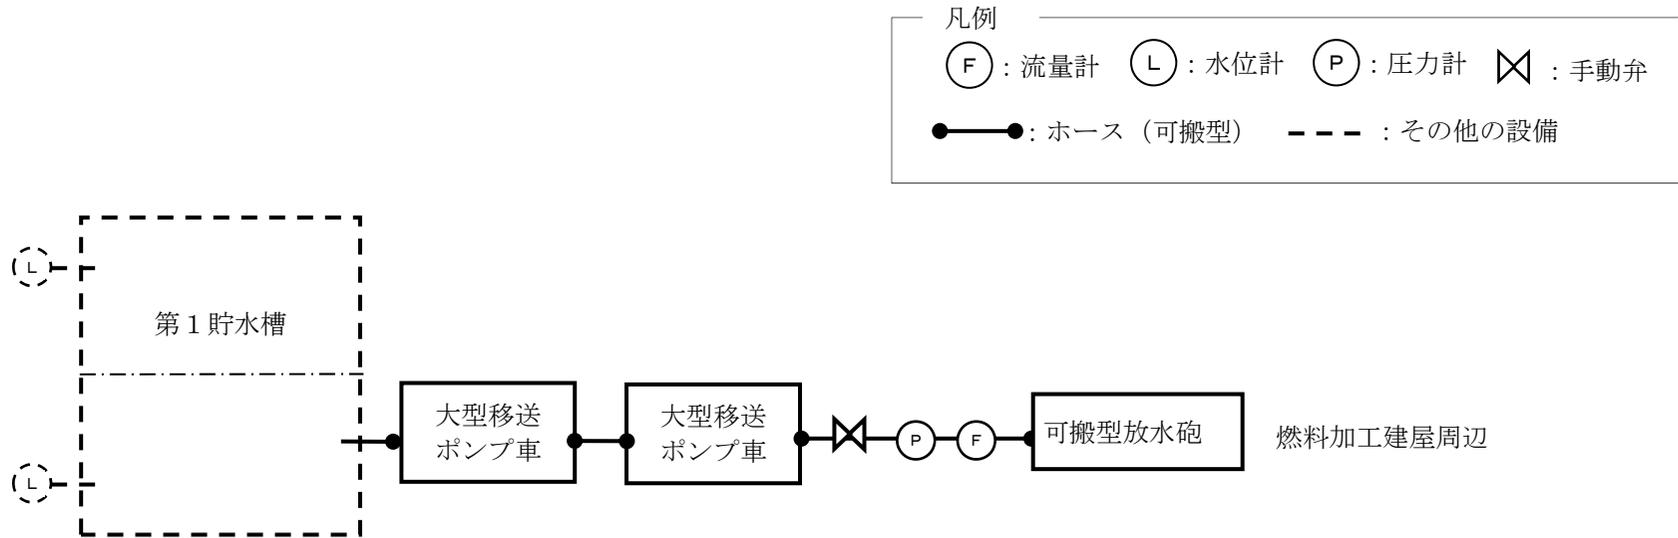 凡例
F : 流量計 L : 水位計 P : 圧力計 : 手動弁
: ホース（可搬型） : その他の設備
L
第1貯水槽
大型移送
ポンプ車
大型移送
ポンプ車
P
F
可搬型放水砲
燃料加工建屋周辺
L